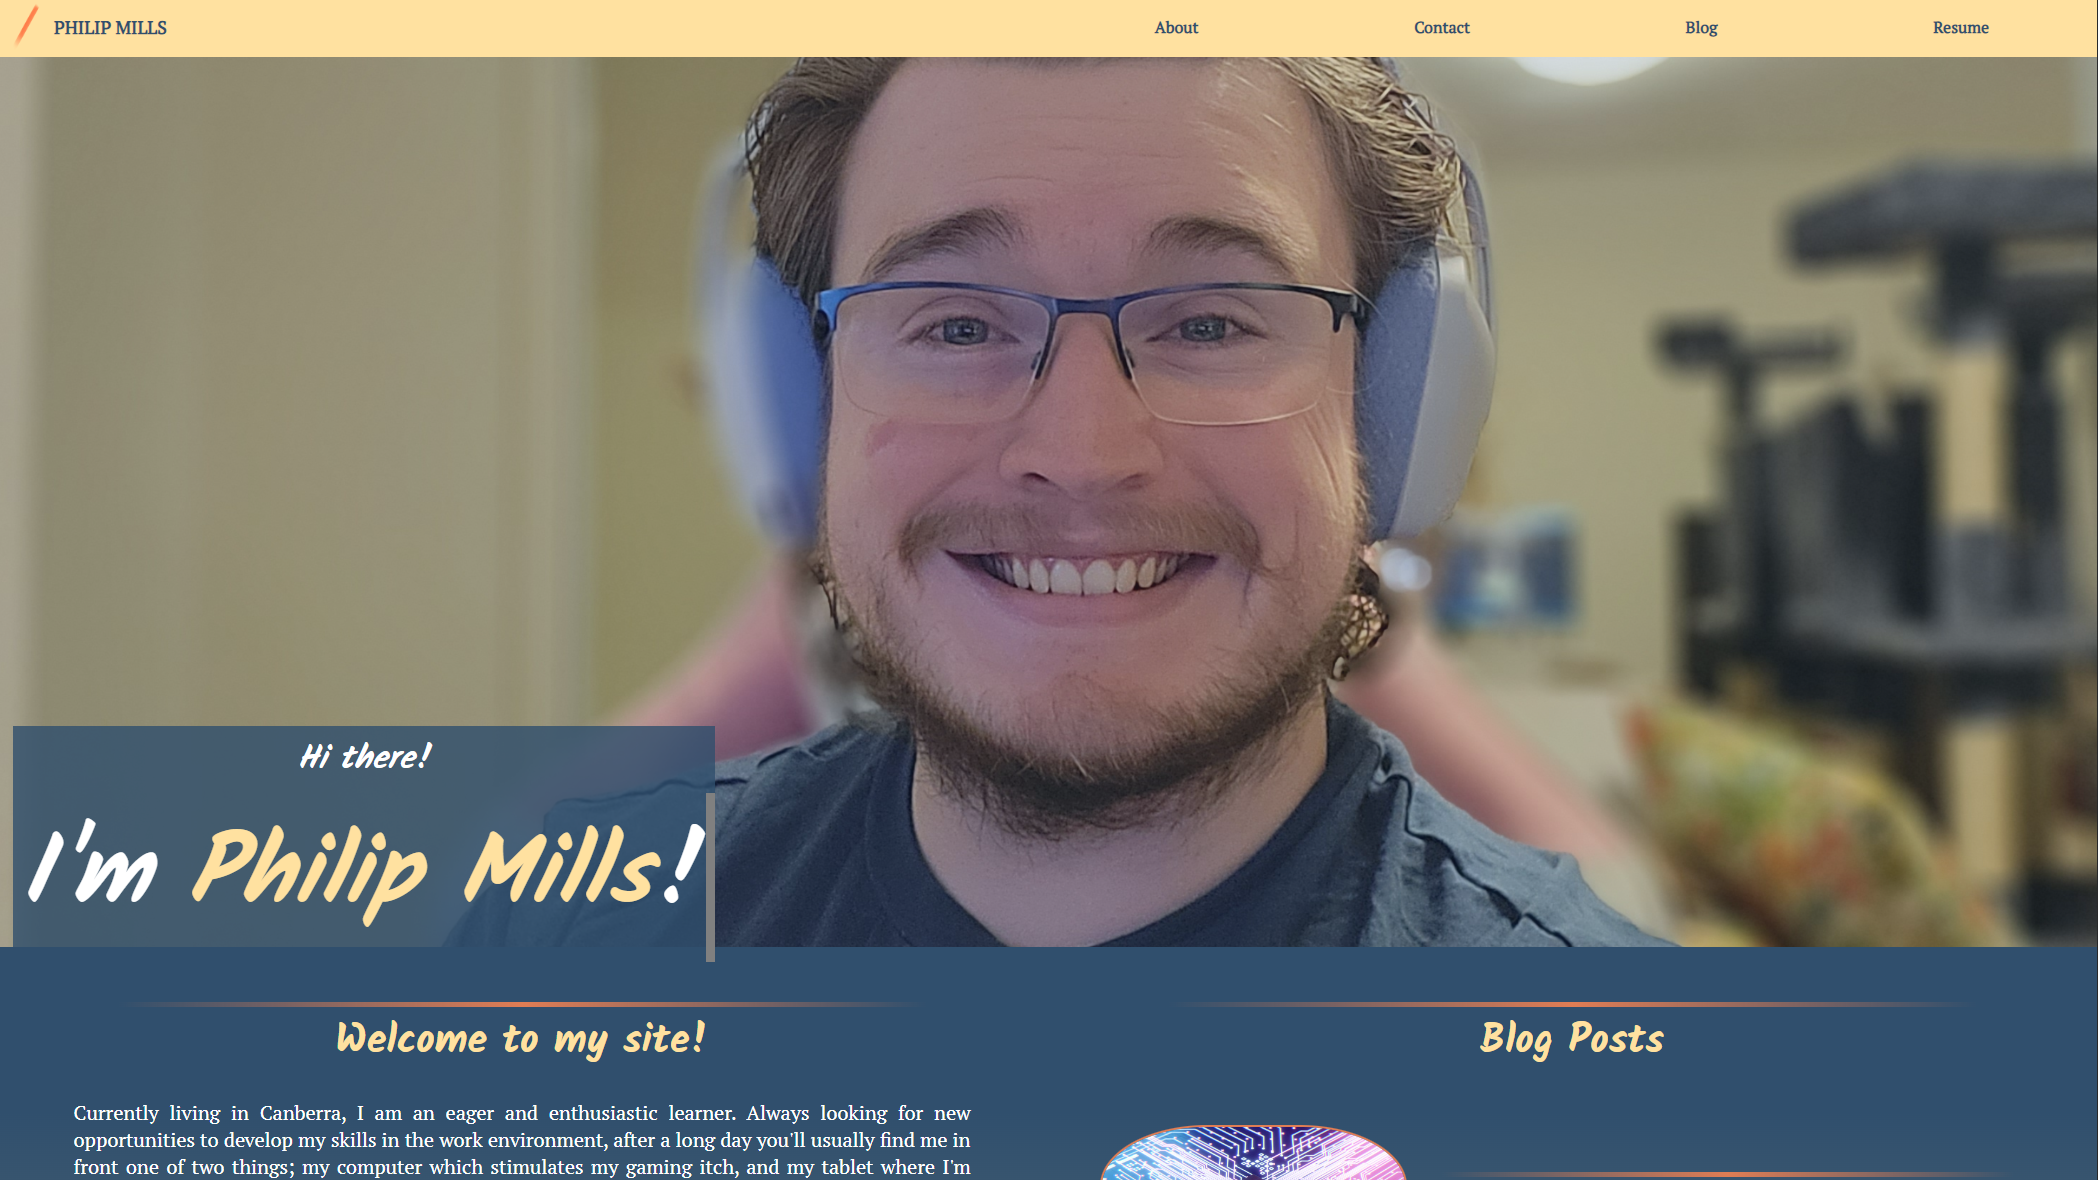 PHILIP MILLS
About
Contact
Blog
Resume
Hi there!
I'm Philip Mills!
Welcome to my site!
Currently living in Canberra, I am an eager and enthusiastic learner. Always looking for new
opportunities to develop my skills in the work environment, after a long day you'll usually find me in
front one of two things; my computer which stimulates my gaming itch, and my tablet where I'm
Blog Posts